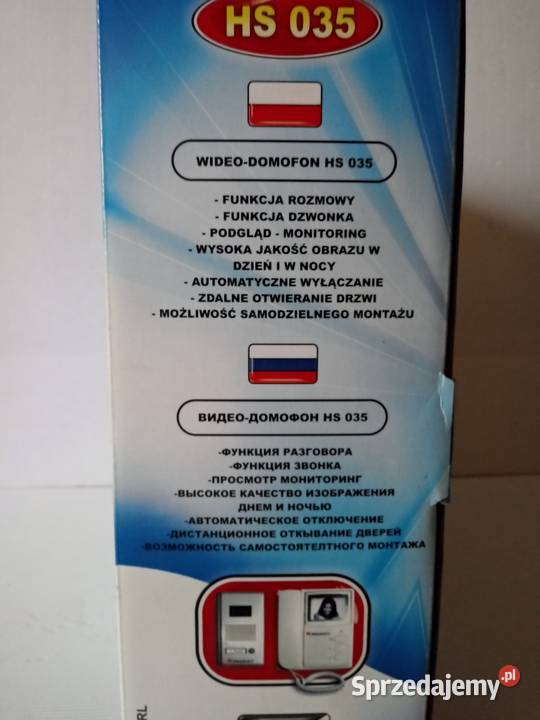 HS 035
WIDEO-DOMOFON HS 035
- FUNKCJA ROZMOWY
- FUNKCJA DZWONKA
- PODGLĄD - MONITORING
- WYSOKA JAKOŚĆ OBRAZU W
DZIEŃ I W NOCY
- AUTOMATYCZNE WYŁĄCZANIE
- ZDALNE OTWIERANIE DRZWI
- MOŻLIWOŚĆ SAMODZIELNEGO MONTAŻU
ВИДЕО-ДОМОФОН HS 035
-ФУНКЦИЯ РАЗГОВОРА
-ФУНКЦИЯ ЗВОНКА
-ПРОСМОТР МОНИТОРИНГ
-ВЫСОКОЕ КАЧЕСТВО ИЗОБРАЖЕНИЯ
ДНЕМ И НОЧЬЮ
-АВТОМАТИЧЕСКОЕ ОТКЛЮЧЕНИЕ
-ДИСТАНЦИОННОЕ ОТКЫВАНИЕ ДВЕРЕЙ
-ВОЗМОЖНОСТЬ САМОСТОЯТЕЛТНОГО МОНТАЖА
RL
Sprzedajemy.pl